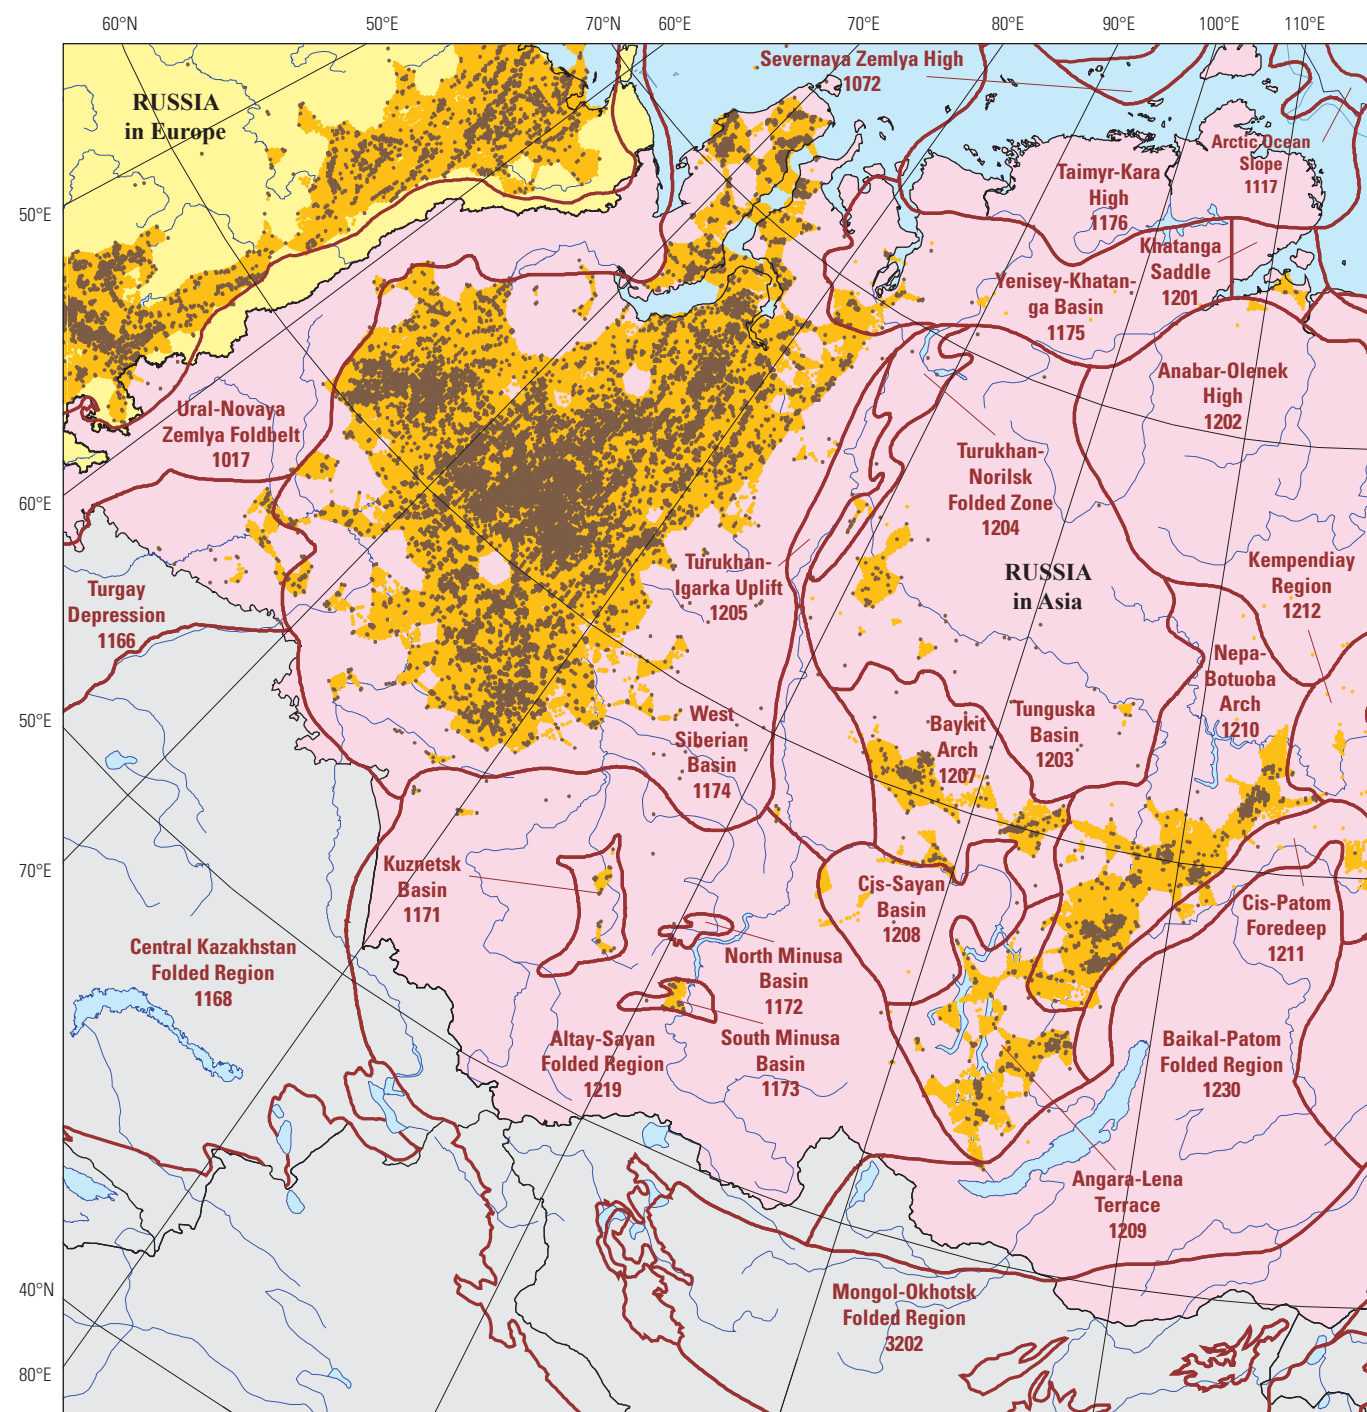 60°N
50°E
70°N
60°E
70°E
80°E
90°E
100°E
110°E
Severnaya Zemlya High
1072
RUSSIA
in Europe
Arctic Ocean
Slope
1117
Taimyr-Kara
High
1176
50°E
Khatanga
Saddle
1201
Yenisey-Khatan-
ga Basin
1175
Anabar-Olenek
High
1202
Ural-Novaya
Zemlya Foldbelt
1017
Turukhan-
Norilsk
Folded Zone
1204
60°E
Turukhan-
Igarka Uplift
1205
Kempendiay
Region
1212
RUSSIA
in Asia
Turgay
Depression
1166
Nepa-
Botuoba
Arch
1210
50°E
West
Siberian
Basin
1174
Baykit
Arch
1207
Tunguska
Basin
1203
70°E
Kuznetsk
Basin
1171
Cis-Sayan
Basin
1208
Cis-Patom
Foredeep
1211
Central Kazakhstan
Folded Region
1168
North Minusa
Basin
1172
Altay-Sayan
Folded Region
1219
South Minusa
Basin
1173
Baikal-Patom
Folded Region
1230
Angara-Lena
Terrace
1209
40°N
Mongol-Okhotsk
Folded Region
3202
80°E